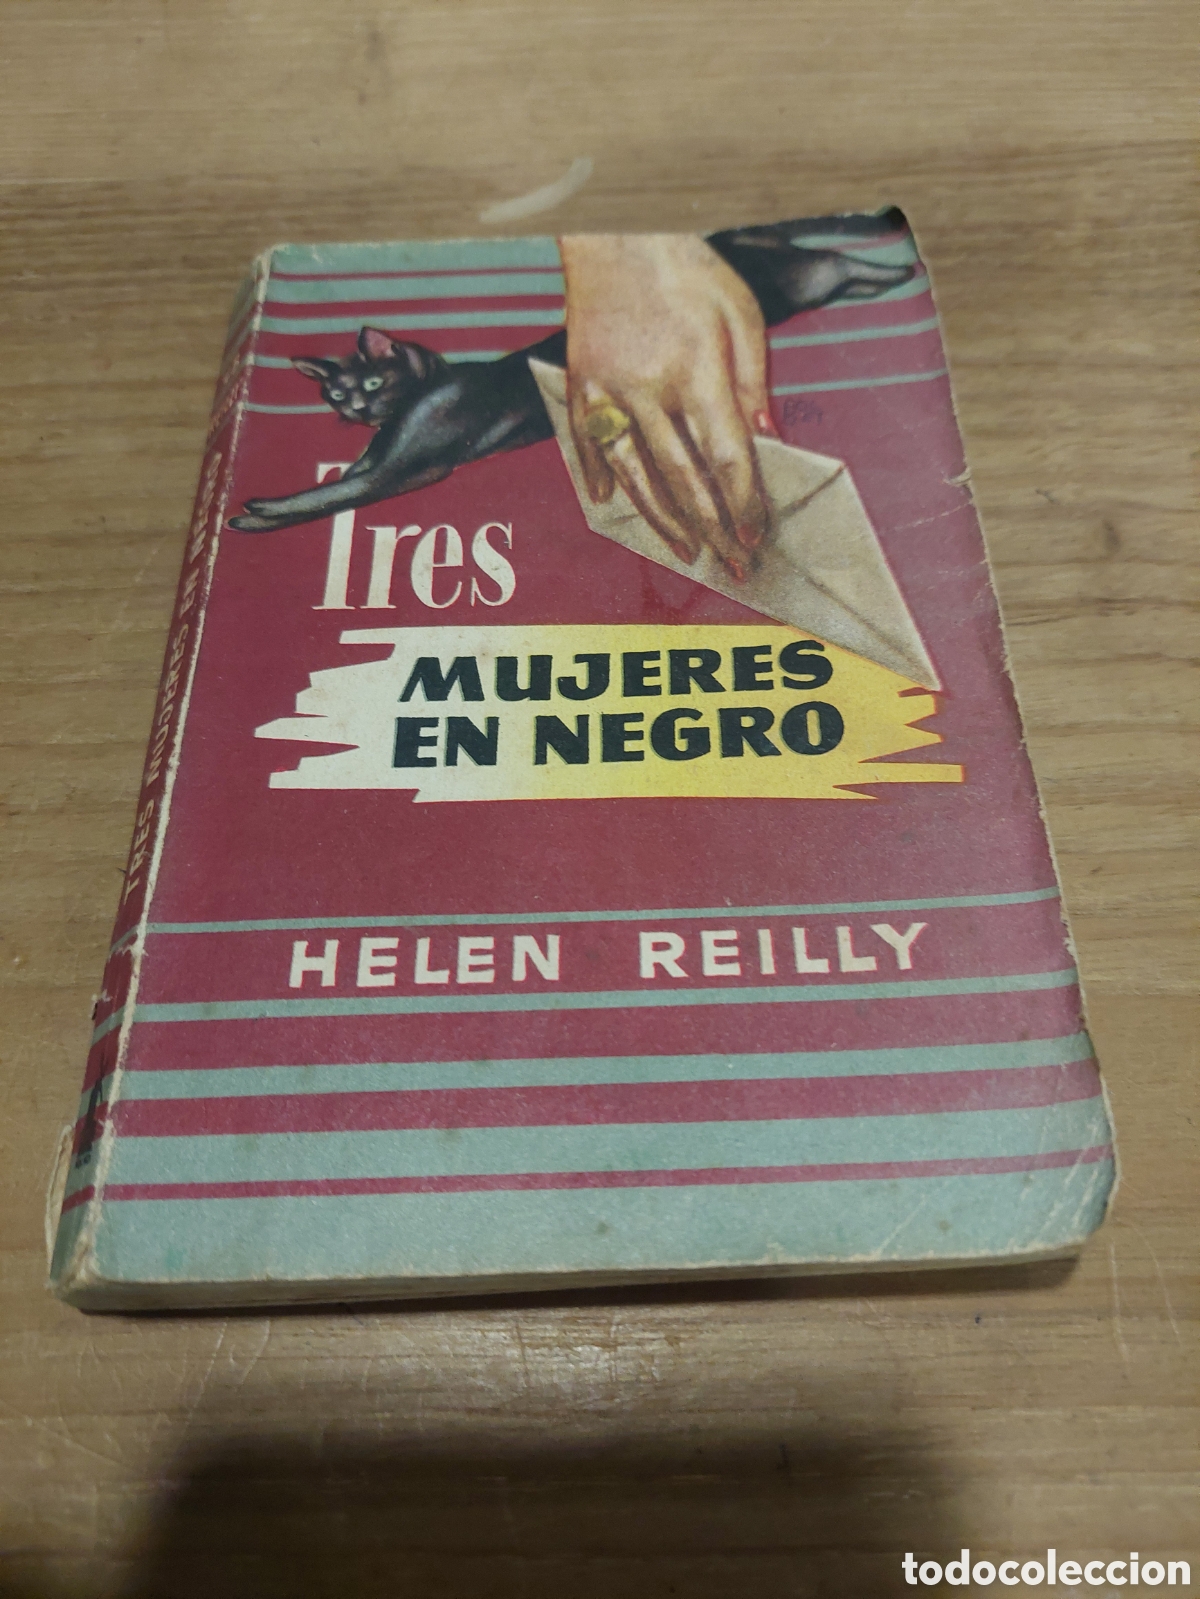 Tres
MUJERES
EN NEGRO
HELEN REILLY
TRES MUJERES EN NEGRO
todocoleccion